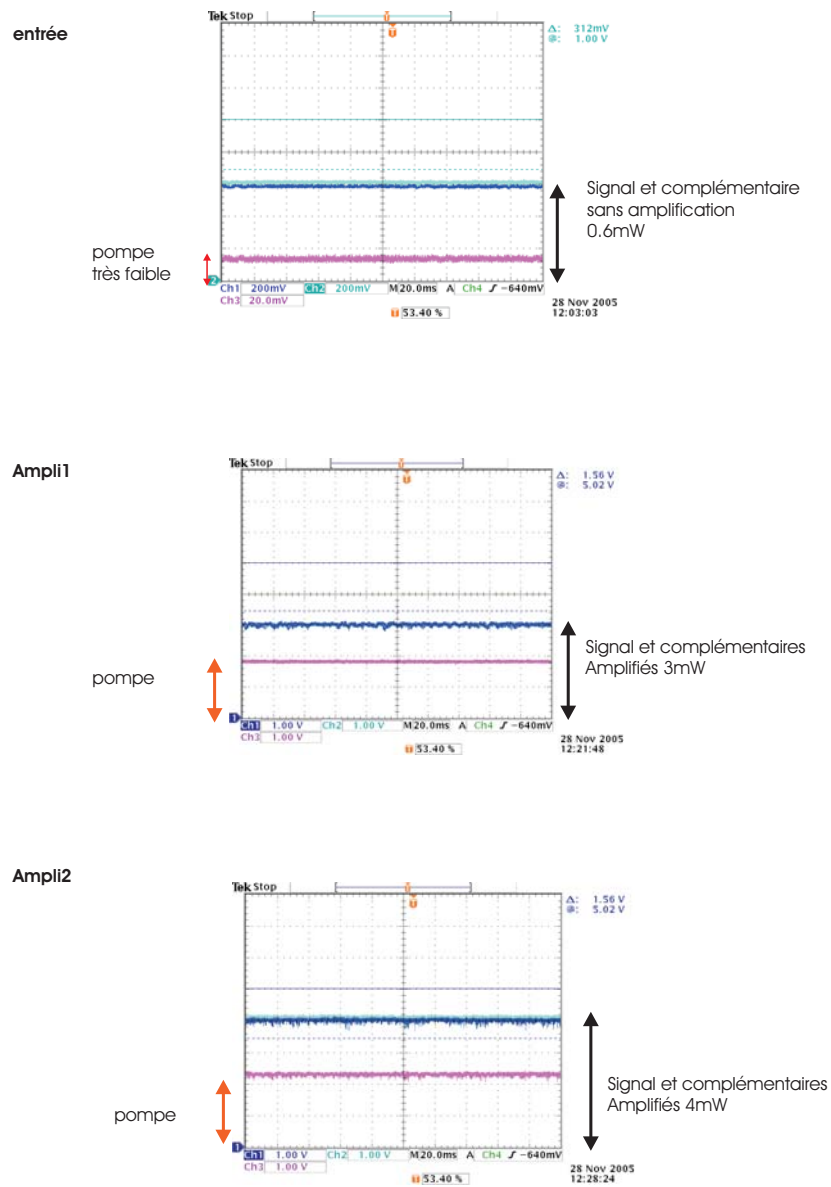 entrée
Tek Stop
Δ: 312mV
@: 1.00 V
Signal et complémentaire
sans amplification
0.6mW
pompe
très faible
2
Ch1 200mV Ch2 200mV M20.0ms A Ch4 ∫ -640mV
Ch3 20.0mV
53.40 %
28 Nov 2005
12:03:03
Ampli1
Tek Stop
Δ: 1.56 V
@: 5.02 V
Signal et complémentaires
Amplifiés 3mW
pompe
1
Ch1 1.00 V Ch2 1.00 V M20.0ms A Ch4 ∫ -640mV
Ch3 1.00 V
53.40 %
28 Nov 2005
12:21:48
Ampli2
Tek Stop
Δ: 1.56 V
@: 5.02 V
Signal et complémentaires
Amplifiés 4mW
pompe
1
Ch1 1.00 V Ch2 1.00 V M20.0ms A Ch4 ∫ -640mV
Ch3 1.00 V
53.40 %
28 Nov 2005
12:28:24